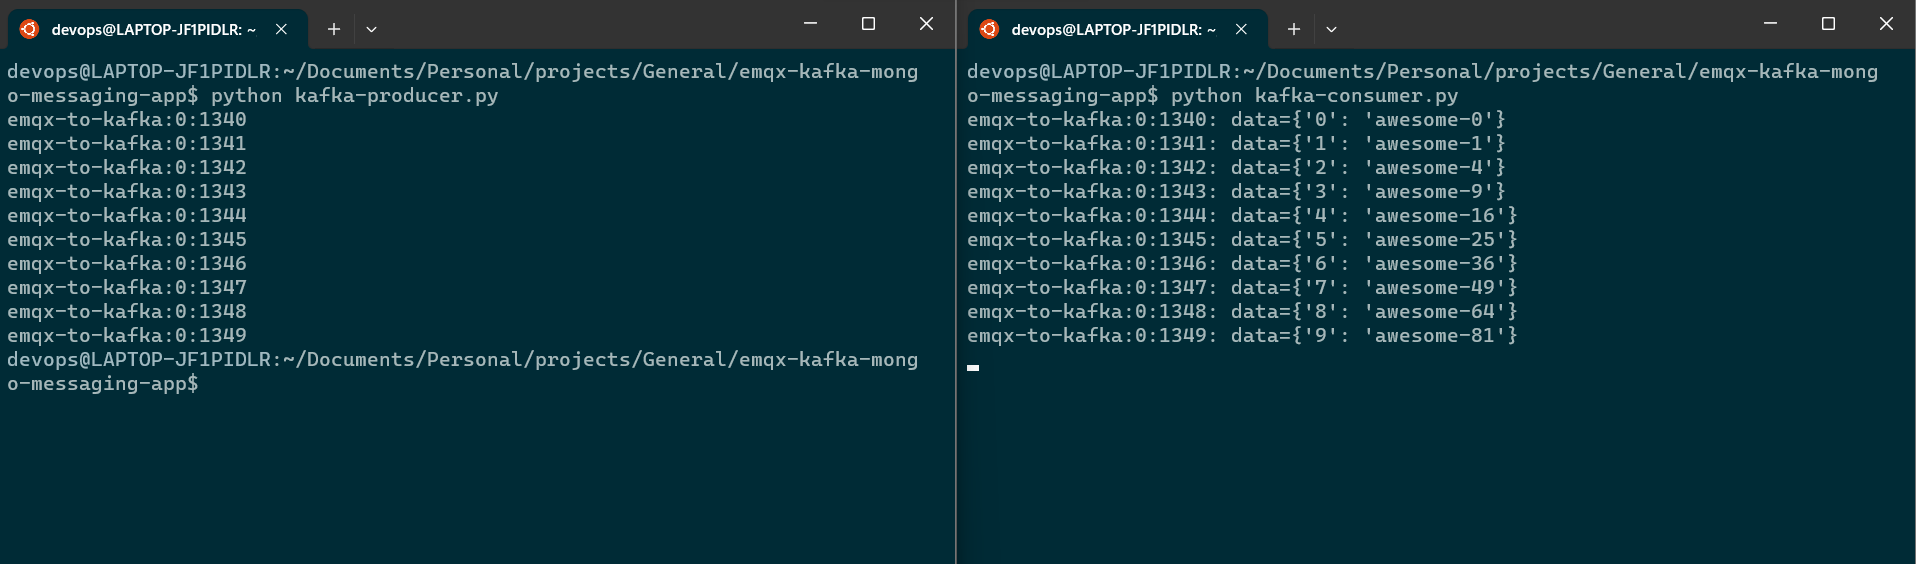 devops@LAPTOP-JF1PIDLR: ~
devops@LAPTOP-JF1PIDLR:~/Documents/Personal/projects/General/emqx-kafka-mong
o-messaging-app$ python kafka-producer.py
emqx-to-kafka:0:1340
emqx-to-kafka:0:1341
emqx-to-kafka:0:1342
emqx-to-kafka:0:1343
emqx-to-kafka:0:1344
emqx-to-kafka:0:1345
emqx-to-kafka:0:1346
emqx-to-kafka:0:1347
emqx-to-kafka:0:1348
emqx-to-kafka:0:1349
devops@LAPTOP-JF1PIDLR:~/Documents/Personal/projects/General/emqx-kafka-mong
o-messaging-app$
devops@LAPTOP-JF1PIDLR: ~
devops@LAPTOP-JF1PIDLR:~/Documents/Personal/projects/General/emqx-kafka-mong
o-messaging-app$ python kafka-consumer.py
emqx-to-kafka:0:1340: data={'0': 'awesome-0'}
emqx-to-kafka:0:1341: data={'1': 'awesome-1'}
emqx-to-kafka:0:1342: data={'2': 'awesome-4'}
emqx-to-kafka:0:1343: data={'3': 'awesome-9'}
emqx-to-kafka:0:1344: data={'4': 'awesome-16'}
emqx-to-kafka:0:1345: data={'5': 'awesome-25'}
emqx-to-kafka:0:1346: data={'6': 'awesome-36'}
emqx-to-kafka:0:1347: data={'7': 'awesome-49'}
emqx-to-kafka:0:1348: data={'8': 'awesome-64'}
emqx-to-kafka:0:1349: data={'9': 'awesome-81'}